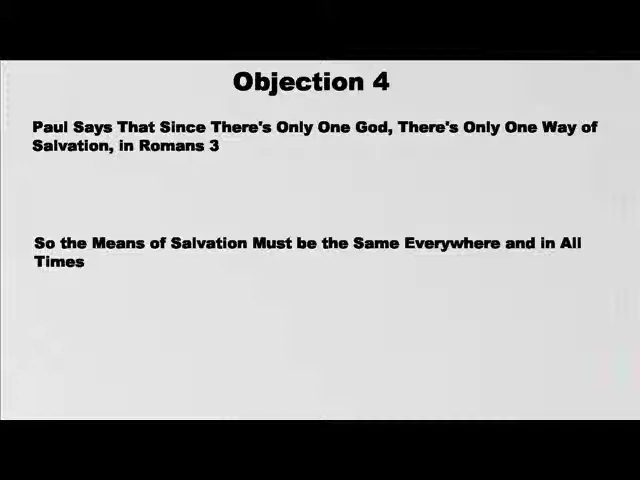 Objection 4
Paul Says That Since There's Only One God, There's Only One Way of
Salvation, in Romans 3
So the Means of Salvation Must be the Same Everywhere and in All
Times